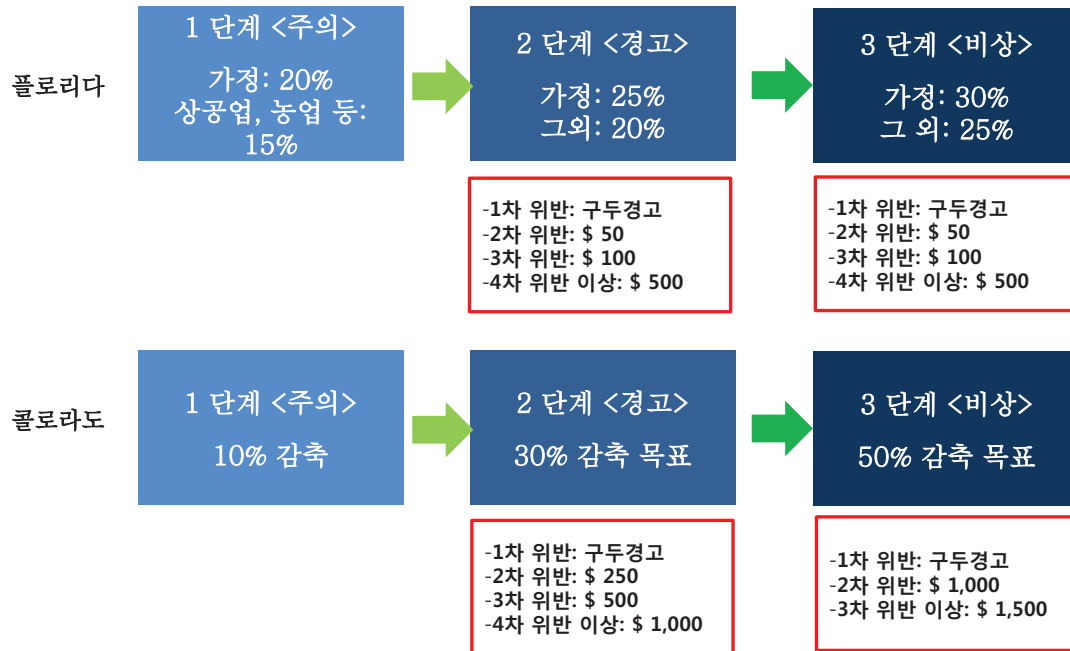 플로리다
1 단계 <주의>
가정: 20%
상공업, 농업 등:
15%
2 단계 <경고>
가정: 25%
그외: 20%
3 단계 <비상>
가정: 30%
그 외: 25%
-1차 위반: 구두경고
-2차 위반: $ 50
-3차 위반: $ 100
-4차 위반 이상: $ 500
-1차 위반: 구두경고
-2차 위반: $ 50
-3차 위반: $ 100
-4차 위반 이상: $ 500
콜로라도
1 단계 <주의>
10% 감축
2 단계 <경고>
30% 감축 목표
3 단계 <비상>
50% 감축 목표
-1차 위반: 구두경고
-2차 위반: $ 250
-3차 위반: $ 500
-4차 위반 이상: $ 1,000
-1차 위반: 구두경고
-2차 위반: $ 1,000
-3차 위반 이상: $ 1,500